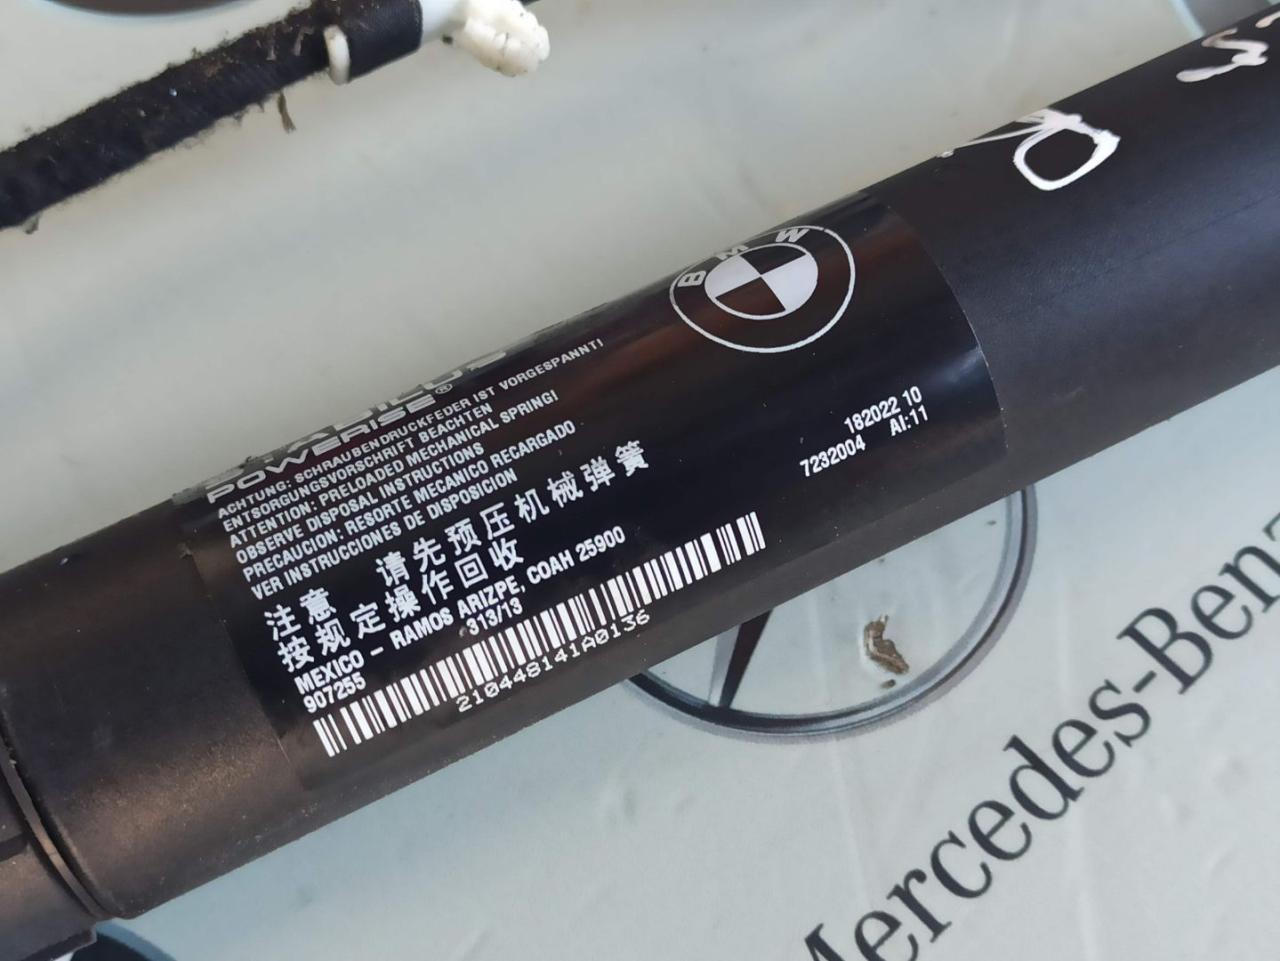 BMW
POWERISE®
ACHTUNG: SCHRAUBENDRUCKFEDER IST VORGESPANNT!
ENTSORGUNGSVORSCHRIFT BEACHTEN
ATTENTION: PRELOADED MECHANICAL SPRING!
OBSERVE DISPOSAL INSTRUCTIONS
PRECAUCION: RESORTE MECANICO RECARGADO
VER INSTRUCCIONES DE DISPOSICION
注意 请先预压机械弹簧
按规定操作回收
MEXICO - RAMOS ARIZPE, COAH 25900
907255 313/13
210448141A0136
182022 10
7232004 AI:11
Mercedes-Benz